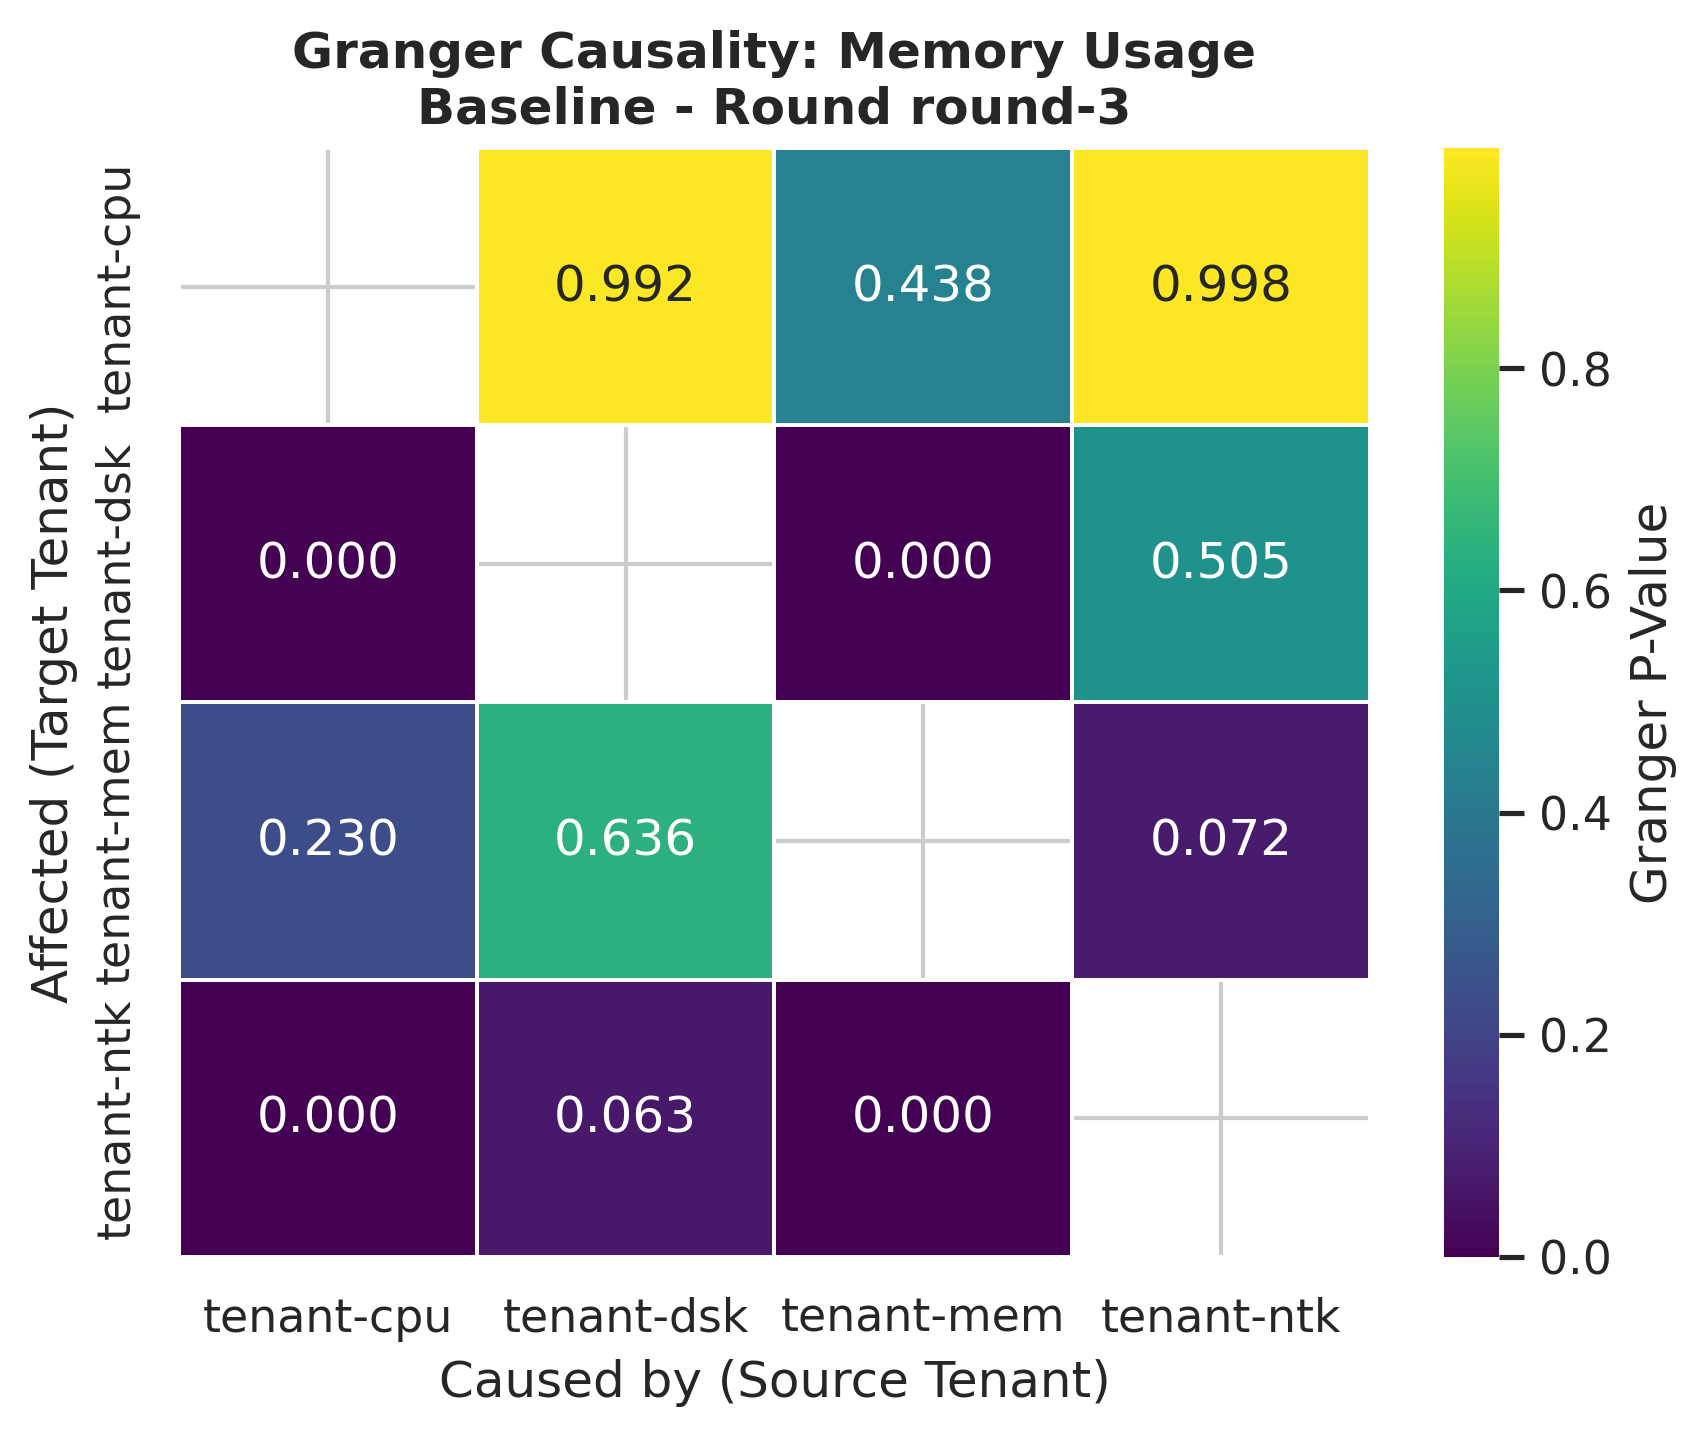 Granger Causality: Memory Usage
Baseline - Round round-3
tenant-cpu
0.992
0.438
0.998
tenant-dsk
0.000
0.000
0.505
tenant-mem
0.230
0.636
0.072
tenant-ntk
0.000
0.063
0.000
Affected (Target Tenant)
tenant-cpu
tenant-dsk
tenant-mem
tenant-ntk
Caused by (Source Tenant)
0.8
0.6
0.4
0.2
0.0
Granger P-Value